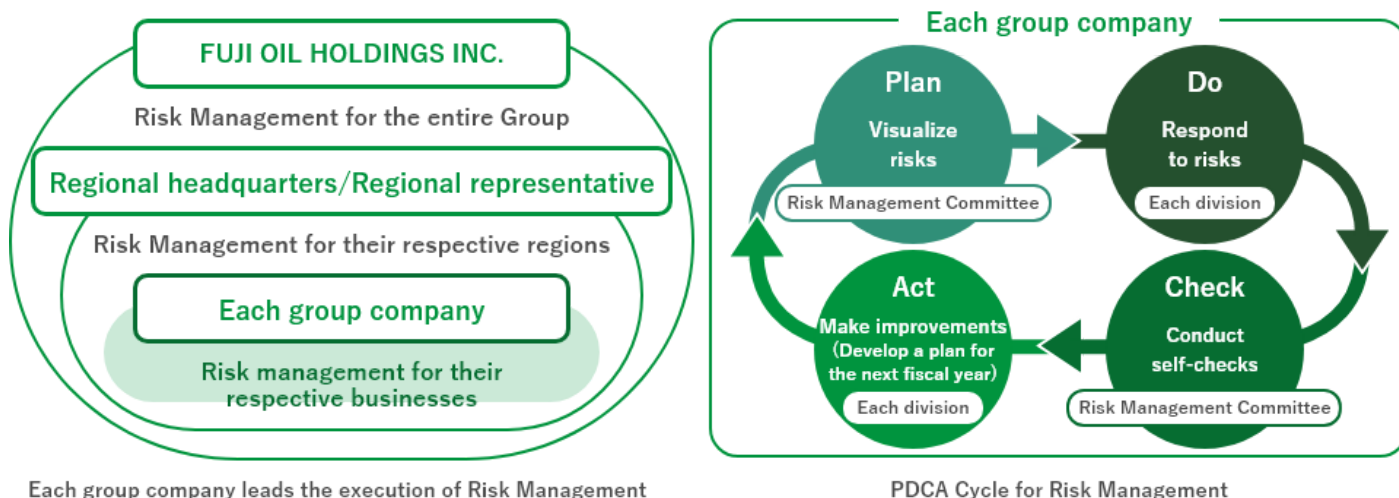 FUJI OIL HOLDINGS INC.
Risk Management for the entire Group
Regional headquarters/Regional representative
Risk Management for their respective regions
Each group company
Risk management for their
respective businesses
Each group company leads the execution of Risk Management
Each group company
Plan
Visualize
risks
Risk Management Committee
Do
Respond
to risks
Each division
Act
Make improvements
(Develop a plan for
the next fiscal year)
Each division
Check
Conduct
self-checks
Risk Management Committee
PDCA Cycle for Risk Management